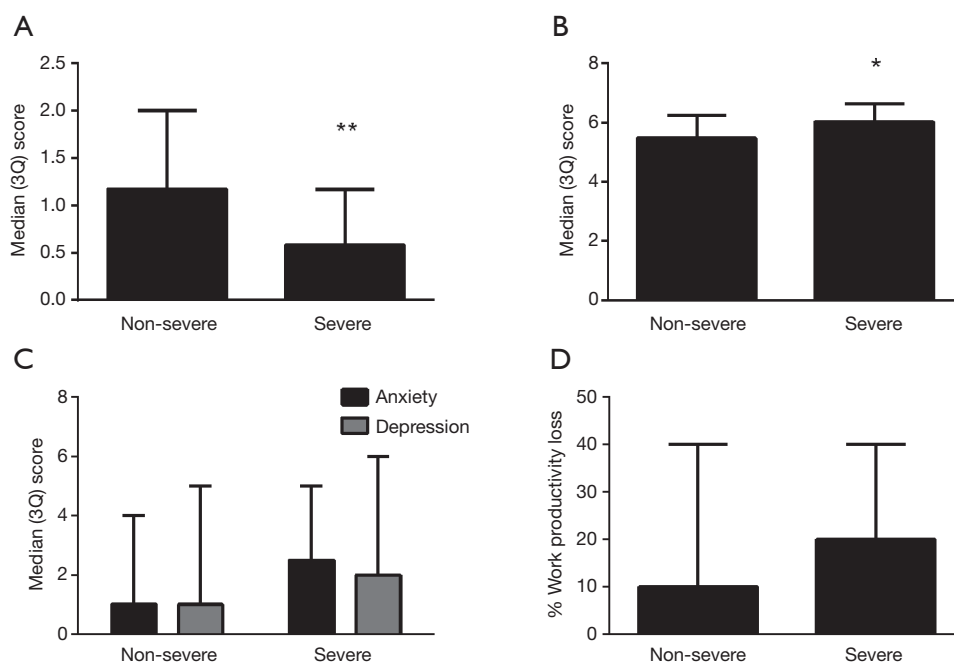 A
Median (3Q) score
2.5
2.0
1.5
1.0
0.5
0.0
**
Non-severe Severe
B
Median (3Q) score
8
6
4
2
0
*
Non-severe Severe
C
Median (3Q) score
8
6
4
2
0
Anxiety
Depression
Non-severe Severe
D
% Work productivity loss
50
40
30
20
10
0
Non-severe Severe